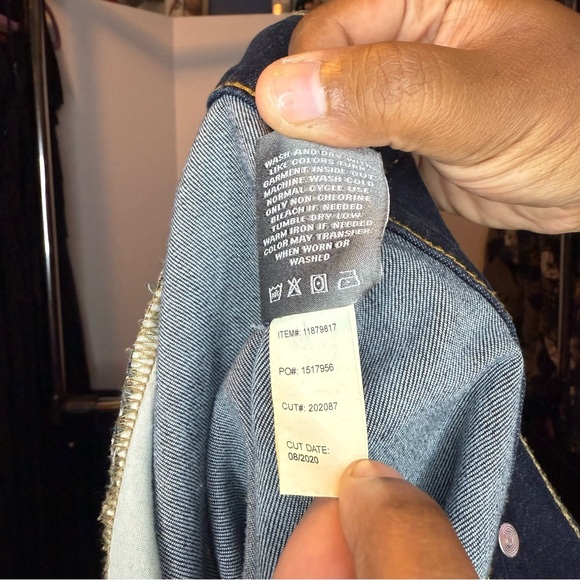 WASH AND DRY WITH
LIKE COLORS TURN
GARMENT INSIDE OUT
MACHINE WASH COLD
NORMAL CYCLE USE
ONLY NON-CHLORINE
BLEACH IF NEEDED
TUMBLE DRY LOW
WARM IRON IF NEEDED
COLOR MAY TRANSFER
WHEN WORN OR
WASHED
ITEM#: 11879817
PO#: 1517956
CUT#: 202087
CUT DATE:
08/2020